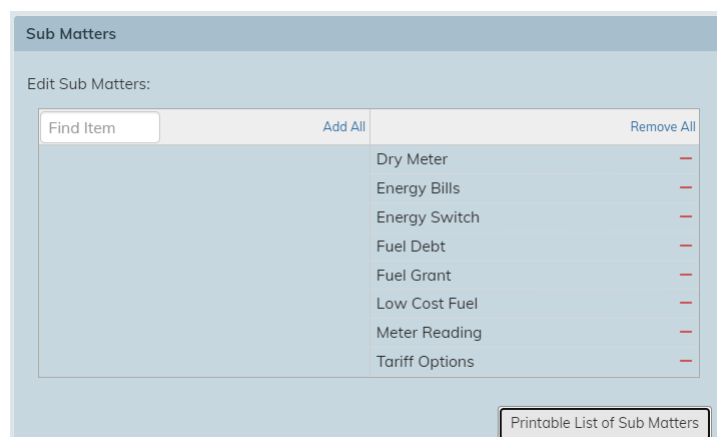 Sub Matters
Edit Sub Matters:
Find Item Add All Remove All
Dry Meter
Energy Bills
Energy Switch
Fuel Debt
Fuel Grant
Low Cost Fuel
Meter Reading
Tariff Options
Printable List of Sub Matters